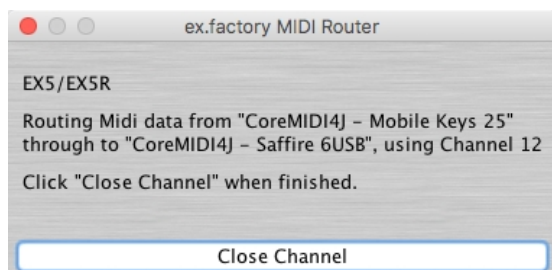 ex.factory MIDI Router
EX5/EX5R
Routing Midi data from "CoreMIDI4J – Mobile Keys 25"
through to "CoreMIDI4J – Saffire 6USB", using Channel 12
Click "Close Channel" when finished.
Close Channel